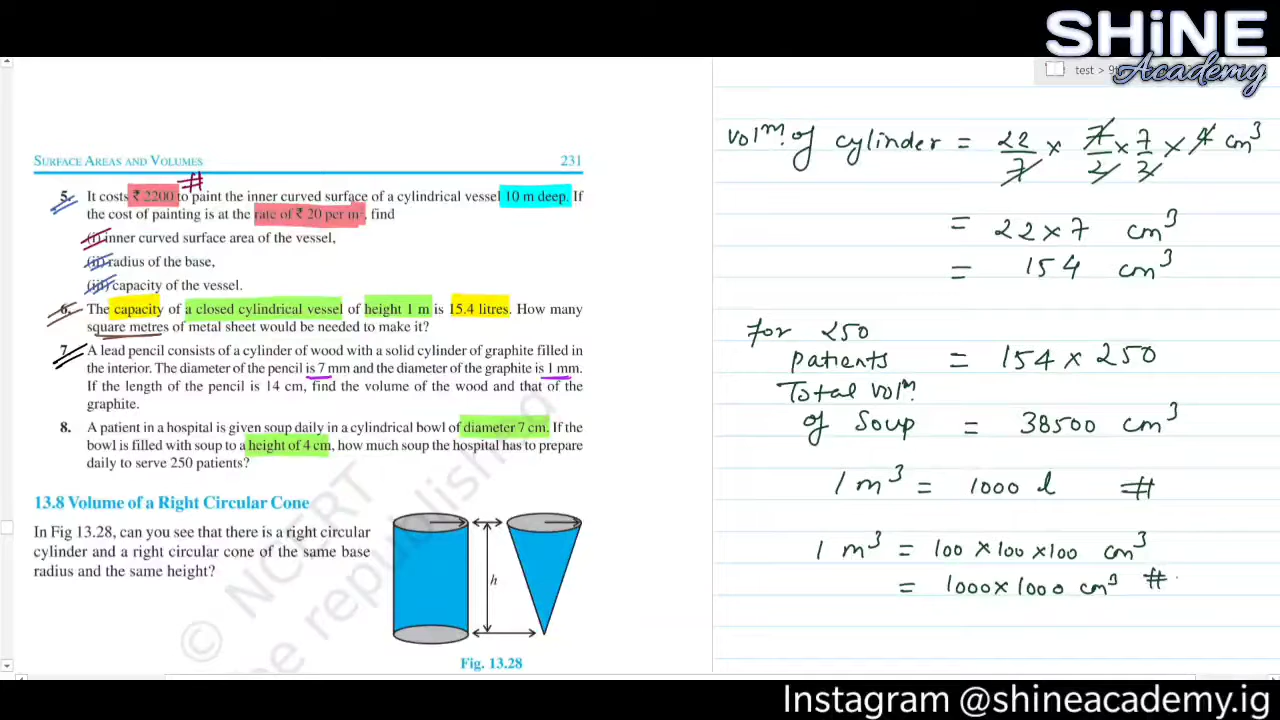 SHiNE
Academy
test > 9t
SURFACE AREAS AND VOLUMES 231
5. It costs ₹ 2200 to paint the inner curved surface of a cylindrical vessel 10 m deep. If
the cost of painting is at the rate of ₹ 20 per m², find
(i) inner curved surface area of the vessel,
(ii) radius of the base,
(iii) capacity of the vessel.
6. The capacity of a closed cylindrical vessel of height 1 m is 15.4 litres. How many
square metres of metal sheet would be needed to make it?
7. A lead pencil consists of a cylinder of wood with a solid cylinder of graphite filled in
the interior. The diameter of the pencil is 7 mm and the diameter of the graphite is 1 mm.
If the length of the pencil is 14 cm, find the volume of the wood and that of the
graphite.
8. A patient in a hospital is given soup daily in a cylindrical bowl of diameter 7 cm. If the
bowl is filled with soup to a height of 4 cm, how much soup the hospital has to prepare
daily to serve 250 patients?
13.8 Volume of a Right Circular Cone
In Fig 13.28, can you see that there is a right circular
cylinder and a right circular cone of the same base
radius and the same height?
h
Fig. 13.28
© NCERT
be republished
#
Volm of cylinder = 22/7 × 7/2 × 7/2 × 4 cm³
= 22 × 7 cm³
= 154 cm³
for 250
patients = 154 × 250
Total volm
of Soup = 38500 cm³
1 m³ = 1000 l #
1 m³ = 100 × 100 × 100 cm³
= 1000 × 1000 cm³ #
Instagram @shineacademy.ig